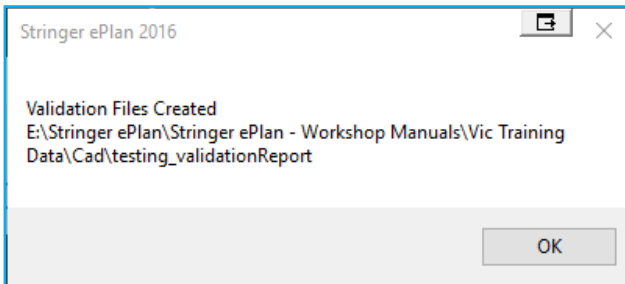 Stringer ePlan 2016
Validation Files Created
E:\Stringer ePlan\Stringer ePlan - Workshop Manuals\Vic Training
Data\Cad\testing_validationReport
OK